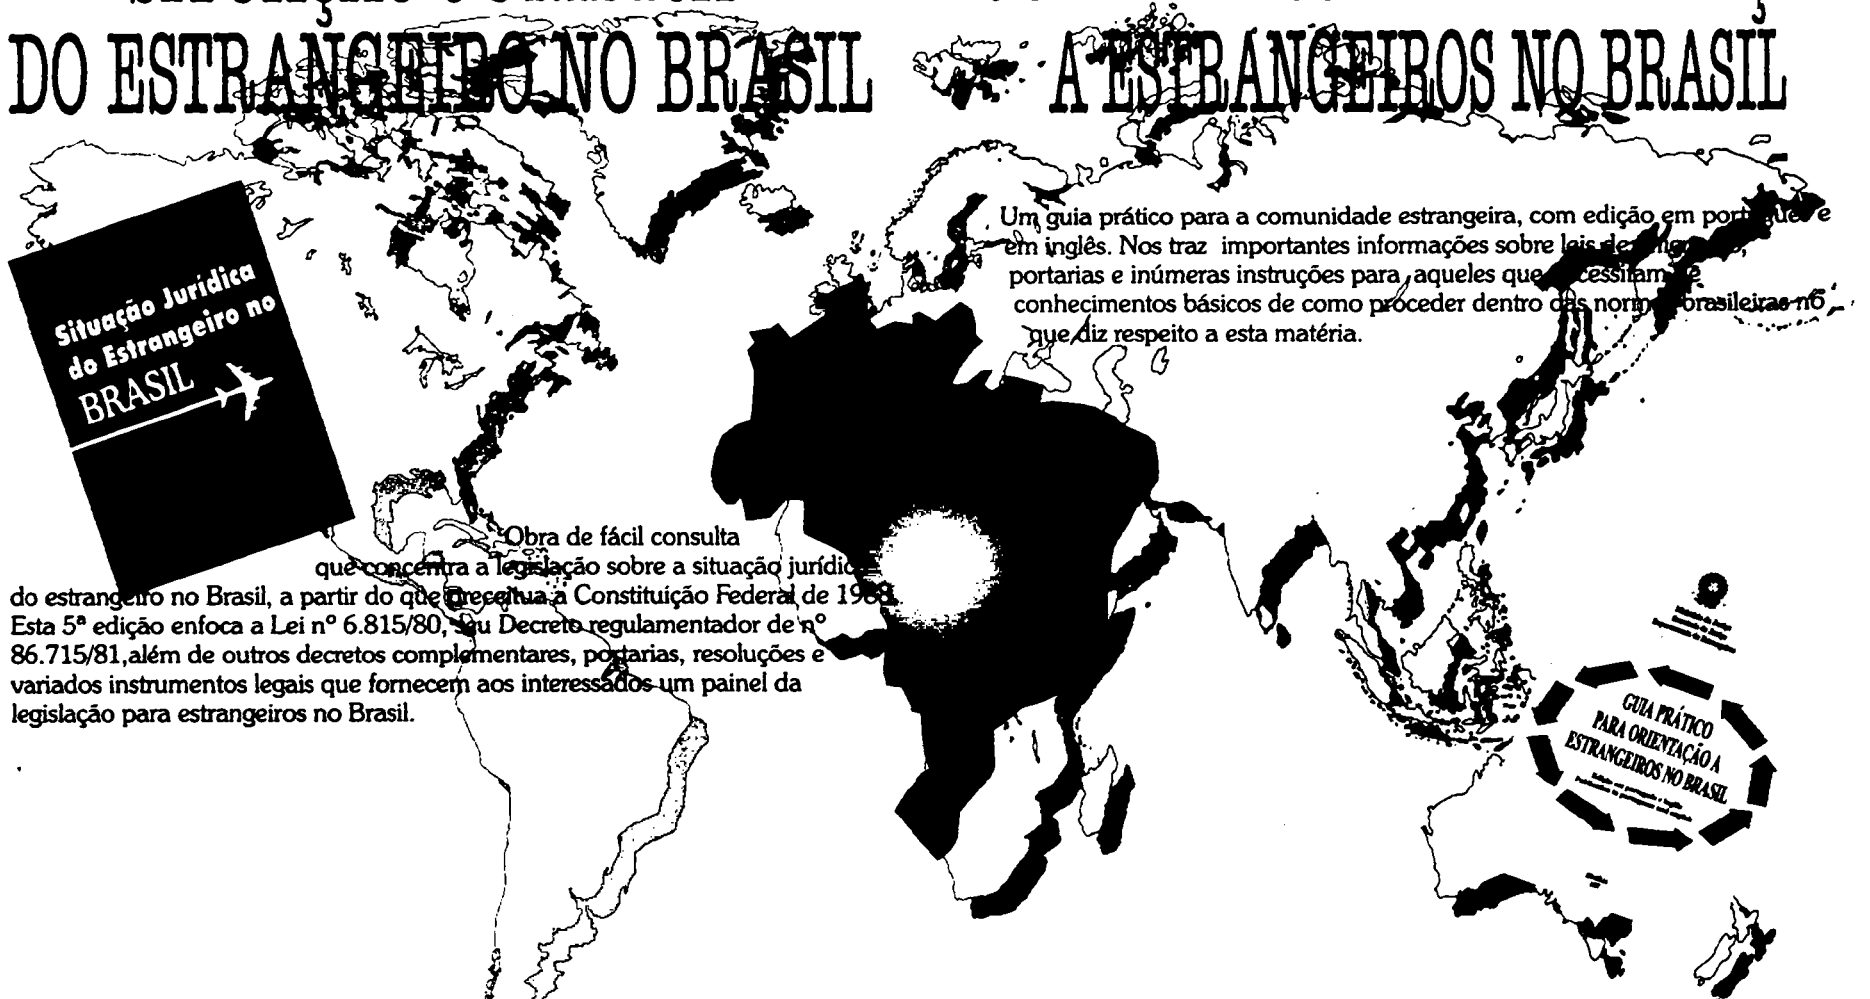 DO ESTRANGEIRO NO BRASIL
A ESTRANGEIROS NO BRASIL
Situação Jurídica
do Estrangeiro no
BRASIL
Um guia prático para a comunidade estrangeira, com edição em português e
em inglês. Nos traz importantes informações sobre leis de
portarias e inúmeras instruções para aqueles que necessitam de
conhecimentos básicos de como proceder dentro das normas brasileiras no
que diz respeito a esta matéria.
Obra de fácil consulta
que concentra a legislação sobre a situação jurídica
do estrangeiro no Brasil, a partir do que preceitua a Constituição Federal de 1988.
Esta 5ª edição enfoca a Lei nº 6.815/80, seu Decreto regulamentador de nº
86.715/81,além de outros decretos complementares, portarias, resoluções e
variados instrumentos legais que fornecem aos interessados um painel da
legislação para estrangeiros no Brasil.
GUIA PRÁTICO
PARA ORIENTAÇÃO A
ESTRANGEIROS NO BRASIL